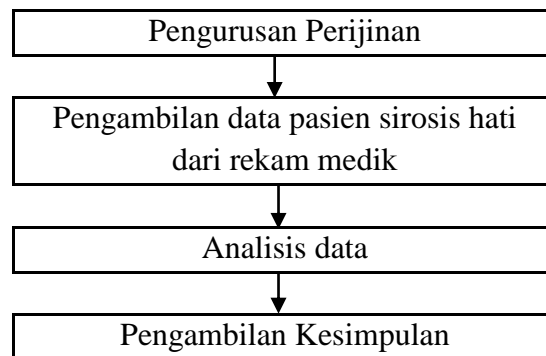 Pengurusan Perijinan
Pengambilan data pasien sirosis hati
dari rekam medik
Analisis data
Pengambilan Kesimpulan